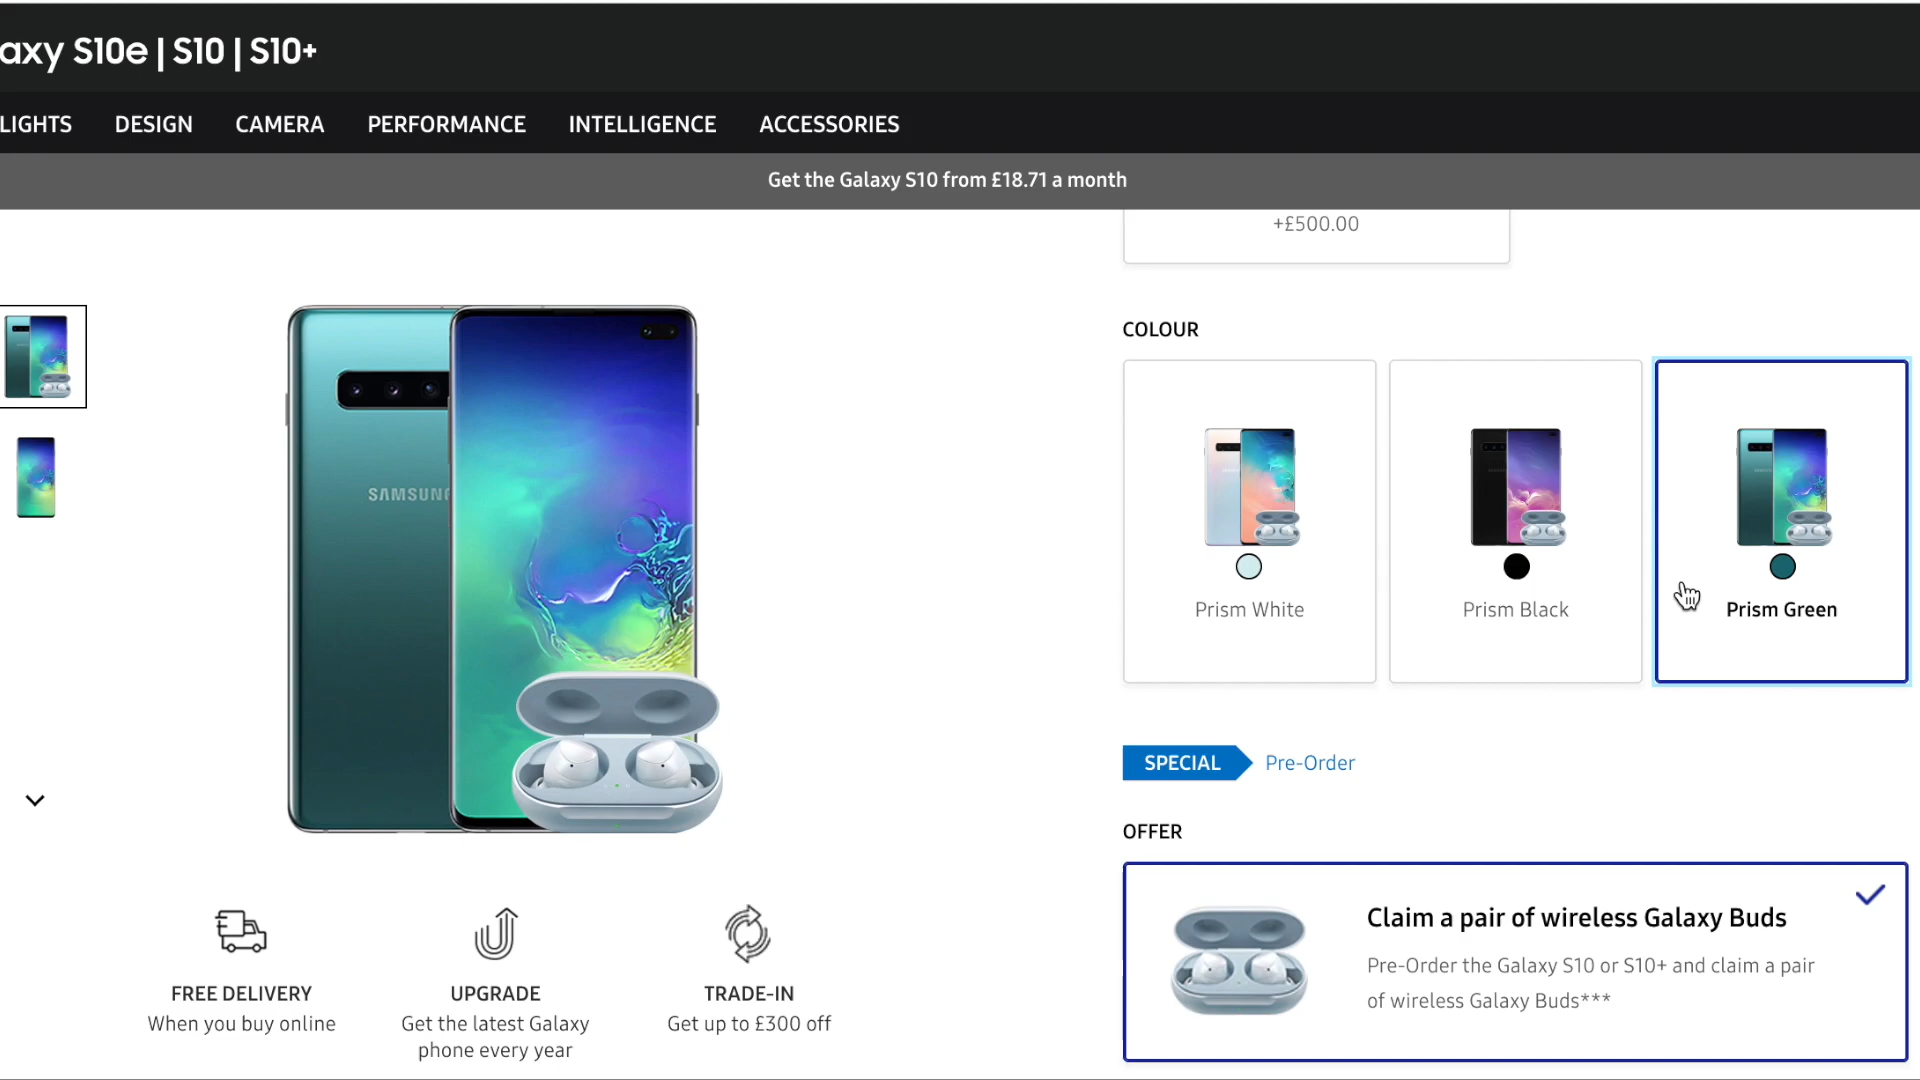 axy S10e | S10 | S10+
LIGHTS DESIGN CAMERA PERFORMANCE INTELLIGENCE ACCESSORIES
Get the Galaxy S10 from £18.71 a month
+£500.00
COLOUR
SAMSUNG
Prism White
Prism Black
Prism Green
SPECIAL Pre-Order
OFFER
Claim a pair of wireless Galaxy Buds
Pre-Order the Galaxy S10 or S10+ and claim a pair
of wireless Galaxy Buds***
FREE DELIVERY
When you buy online
UPGRADE
Get the latest Galaxy
phone every year
TRADE-IN
Get up to £300 off